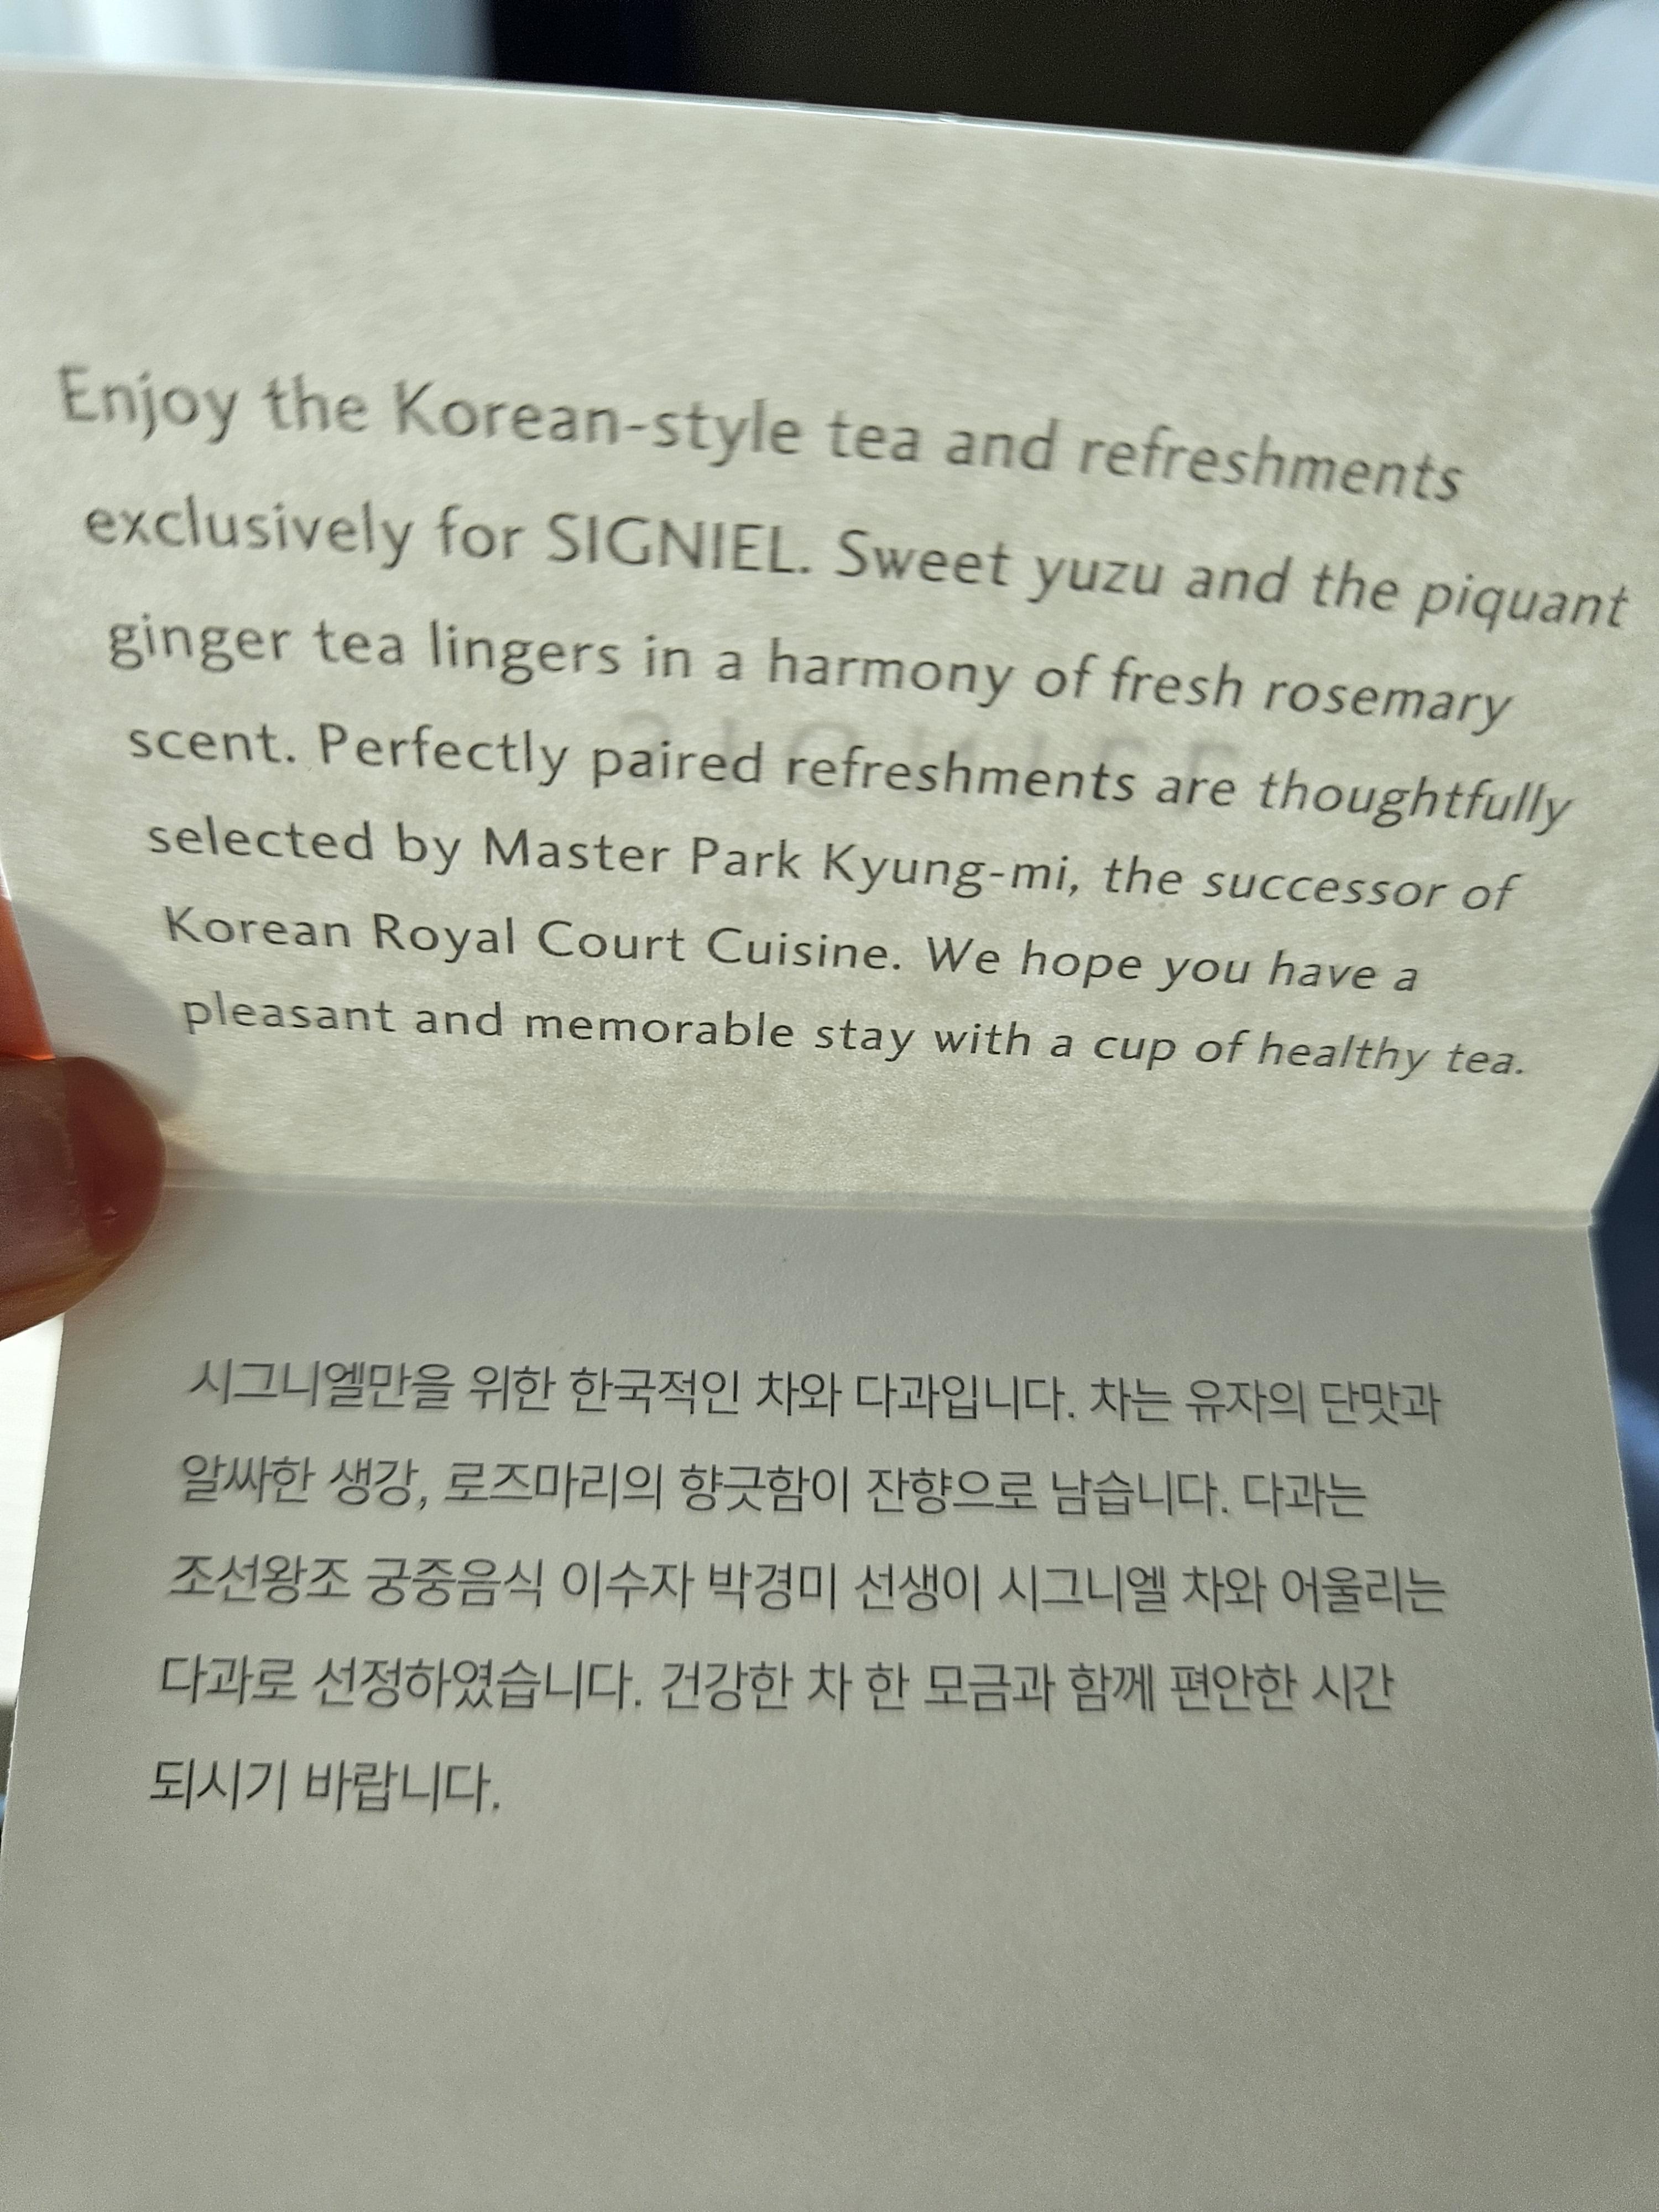 Enjoy the Korean-style tea and refreshments
exclusively for SIGNIEL. Sweet yuzu and the piquant
ginger tea lingers in a harmony of fresh rosemary
scent. Perfectly paired refreshments are thoughtfully
selected by Master Park Kyung-mi, the successor of
Korean Royal Court Cuisine. We hope you have a
pleasant and memorable stay with a cup of healthy tea.
시그니엘만을 위한 한국적인 차와 다과입니다. 차는 유자의 단맛과
알싸한 생강, 로즈마리의 향긋함이 잔향으로 남습니다. 다과는
조선왕조 궁중음식 이수자 박경미 선생이 시그니엘 차와 어울리는
다과로 선정하였습니다. 건강한 차 한 모금과 함께 편안한 시간
되시기 바랍니다.